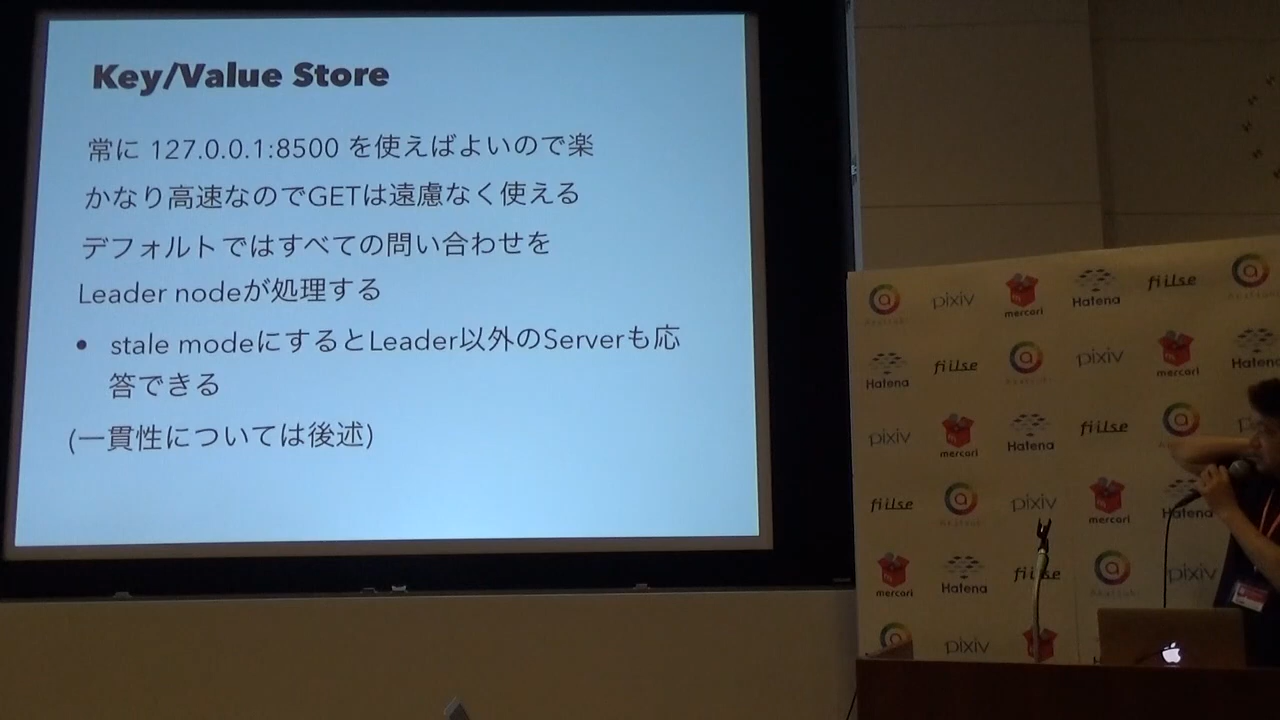 Key/Value Store
常に 127.0.0.1:8500 を使えばよいので楽
かなり高速なのでGETは遠慮なく使える
デフォルトではすべての問い合わせを
Leader nodeが処理する
• stale modeにするとLeader以外のServerも応
答できる
(一貫性については後述)
pixiv
mercari
Hatena
fiilse
Hatena
fiilse
pixiv
mercari
Hatena
pixiv
mercari
Hatena
fiilse
fiilse
pixiv
mercari
Hatena
mercari
Hatena
fiilse
pixiv
pixiv